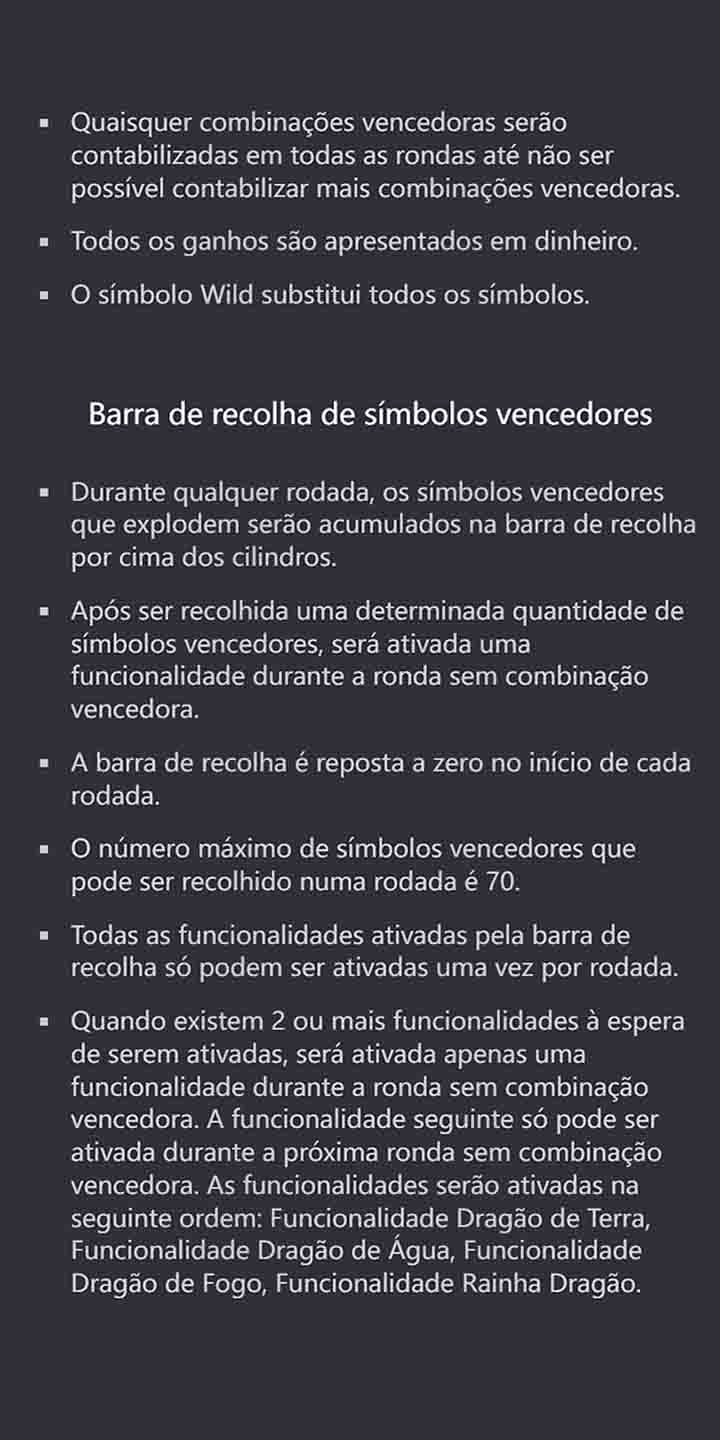 ▪ Quaisquer combinações vencedoras serão
contabilizadas em todas as rondas até não ser
possível contabilizar mais combinações vencedoras.
▪ Todos os ganhos são apresentados em dinheiro.
▪ O símbolo Wild substitui todos os símbolos.
Barra de recolha de símbolos vencedores
▪ Durante qualquer rodada, os símbolos vencedores
que explodem serão acumulados na barra de recolha
por cima dos cilindros.
▪ Após ser recolhida uma determinada quantidade de
símbolos vencedores, será ativada uma
funcionalidade durante a ronda sem combinação
vencedora.
▪ A barra de recolha é reposta a zero no início de cada
rodada.
▪ O número máximo de símbolos vencedores que
pode ser recolhido numa rodada é 70.
▪ Todas as funcionalidades ativadas pela barra de
recolha só podem ser ativadas uma vez por rodada.
▪ Quando existem 2 ou mais funcionalidades à espera
de serem ativadas, será ativada apenas uma
funcionalidade durante a ronda sem combinação
vencedora. A funcionalidade seguinte só pode ser
ativada durante a próxima ronda sem combinação
vencedora. As funcionalidades serão ativadas na
seguinte ordem: Funcionalidade Dragão de Terra,
Funcionalidade Dragão de Água, Funcionalidade
Dragão de Fogo, Funcionalidade Rainha Dragão.